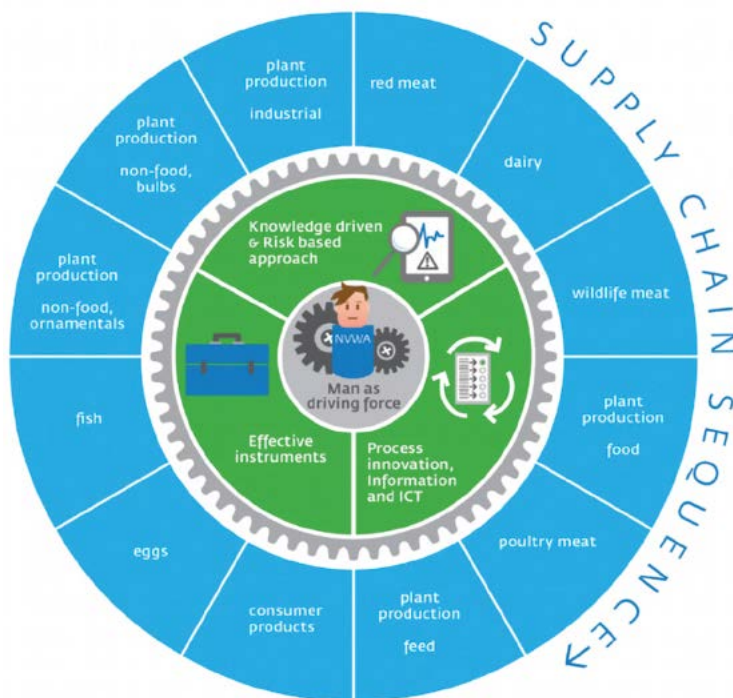 SUPPLY CHAIN SEQUENCE→
red meat
dairy
wildlife meat
plant
production
food
poultry meat
plant
production
feed
consumer
products
eggs
fish
plant
production
non-food,
ornamentals
plant
production
non-food,
bulbs
plant
production
industrial
Knowledge driven
& Risk based
approach
Process
innovation,
Information
and ICT
Effective
instruments
NVWA
Man as
driving force